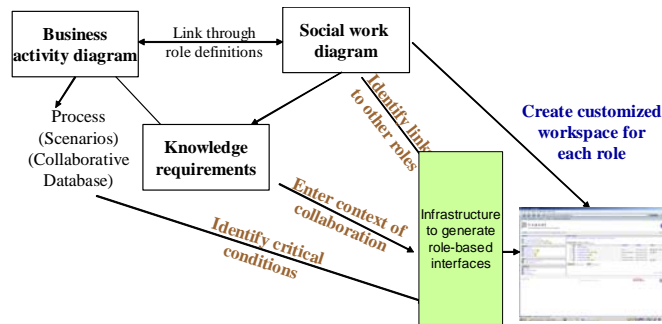 Business
activity diagram
Link through
role definitions
Social work
diagram
Process
(Scenarios)
(Collaborative
Database)
Knowledge
requirements
Identify links
to other roles
Create customized
workspace for
each role
Enter context of
collaboration
Identify critical
conditions
Infrastructure
to generate
role-based
interfaces